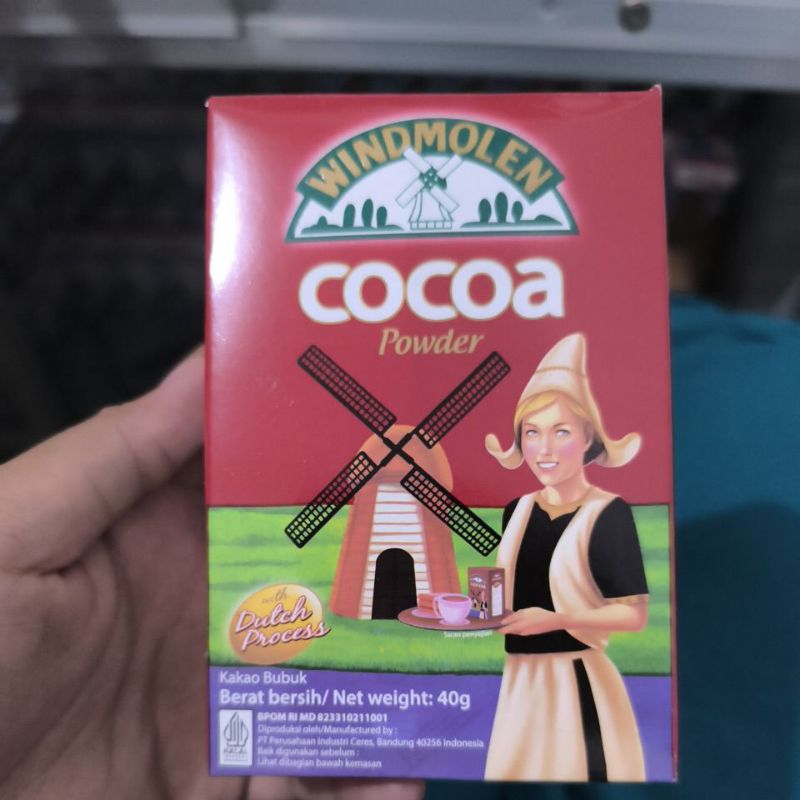 WINDMOLEN
cocoa
Powder
with
Dutch
Process
Saran penyajian
Kakao Bubuk
Berat bersih/ Net weight: 40g
BPOM RI MD 823310211001
Diproduksi oleh/Manufactured by :
PT Perusahaan Industri Ceres, Bandung 40256 Indonesia
Baik digunakan sebelum :
Lihat dibagian bawah kemasan
HALAL